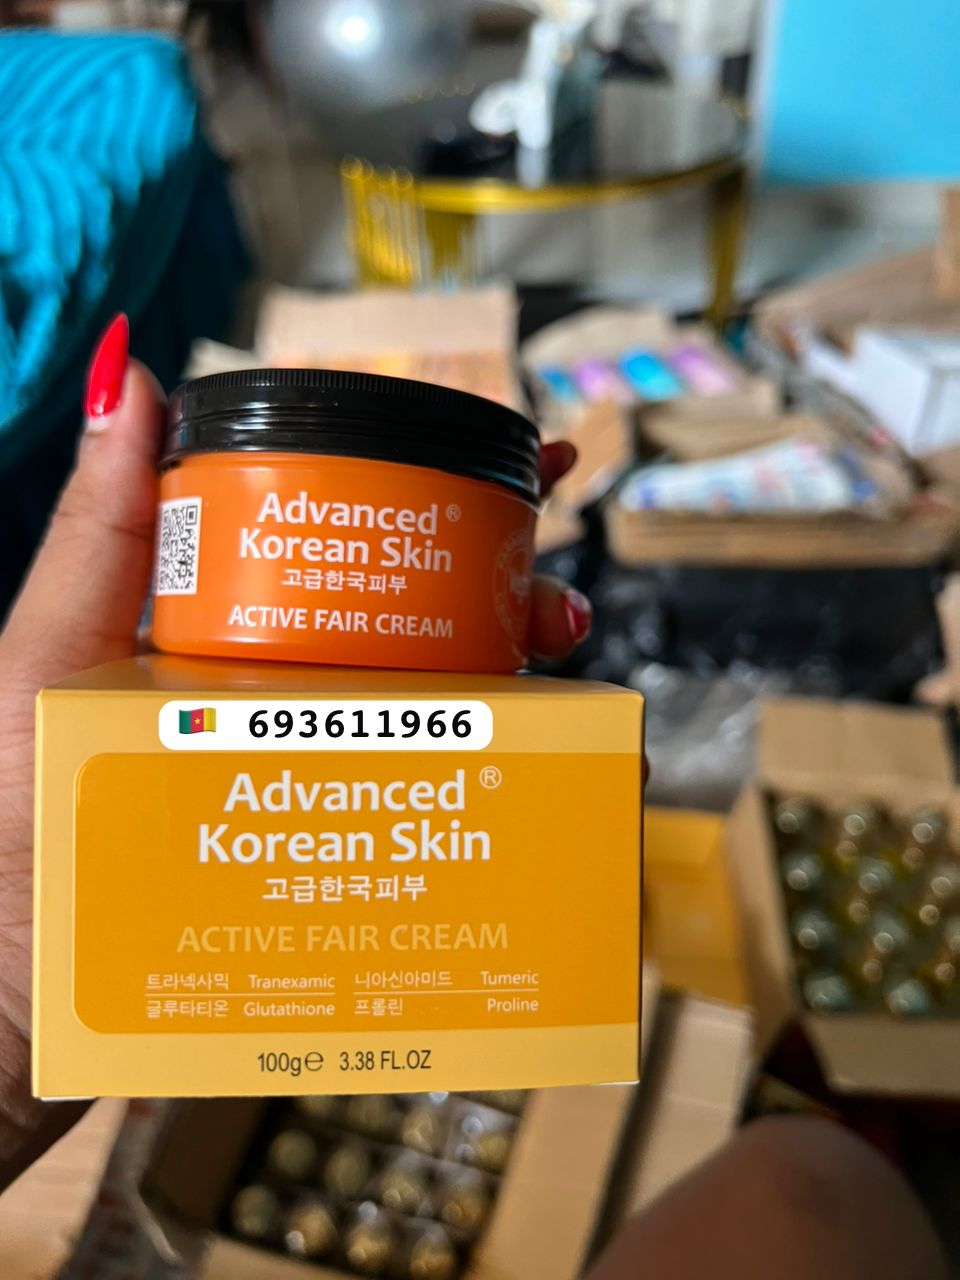 Advanced ®
Korean Skin
고급한국피부
ACTIVE FAIR CREAM
693611966
Advanced ®
Korean Skin
고급한국피부
ACTIVE FAIR CREAM
트라넥사믹 Tranexamic 니아신아미드 Tumeric
글루타티온 Glutathione 프롤린 Proline
100g℮ 3.38 FL.OZ